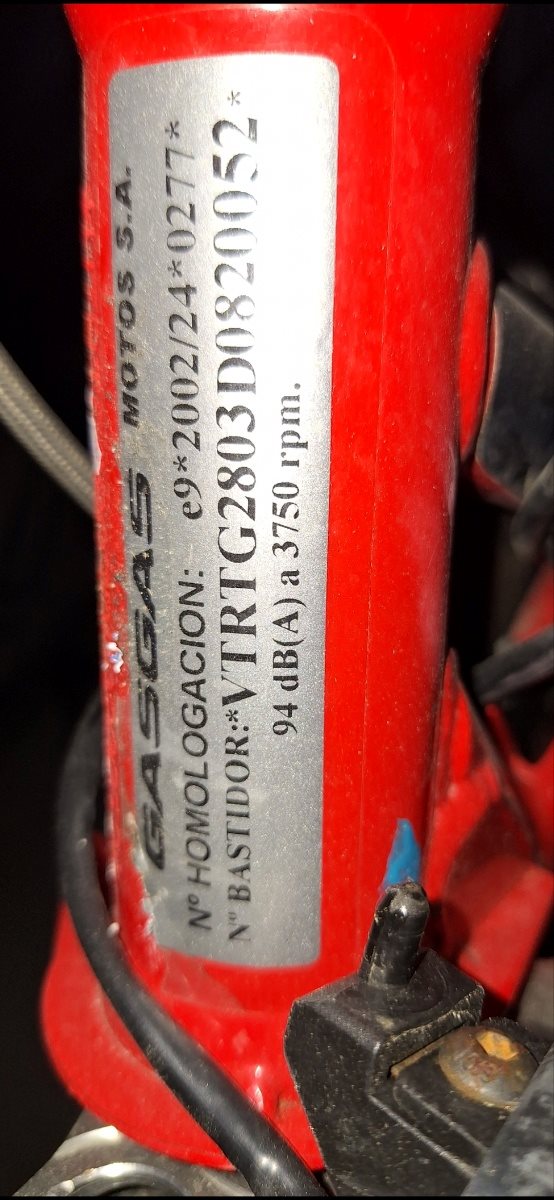 GASGAS MOTOS S.A.
Nº HOMOLOGACION: e9*2002/24*0277*
Nº BASTIDOR:*VTRTG2803D0820052*
94 dB(A) a 3750 rpm.